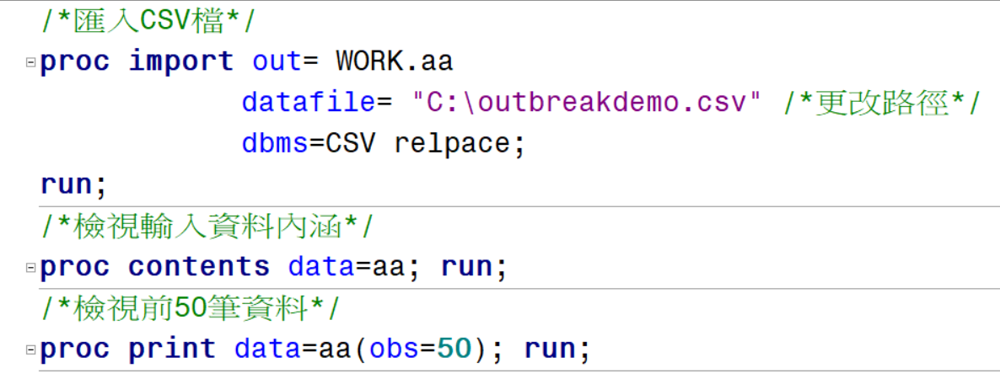 /*匯入CSV檔*/
proc import out= WORK.aa
datafile= "C:\outbreakdemo.csv" /*更改路徑*/
dbms=CSV relpace;
run;
/*檢視輸入資料內涵*/
proc contents data=aa; run;
/*檢視前50筆資料*/
proc print data=aa(obs=50); run;